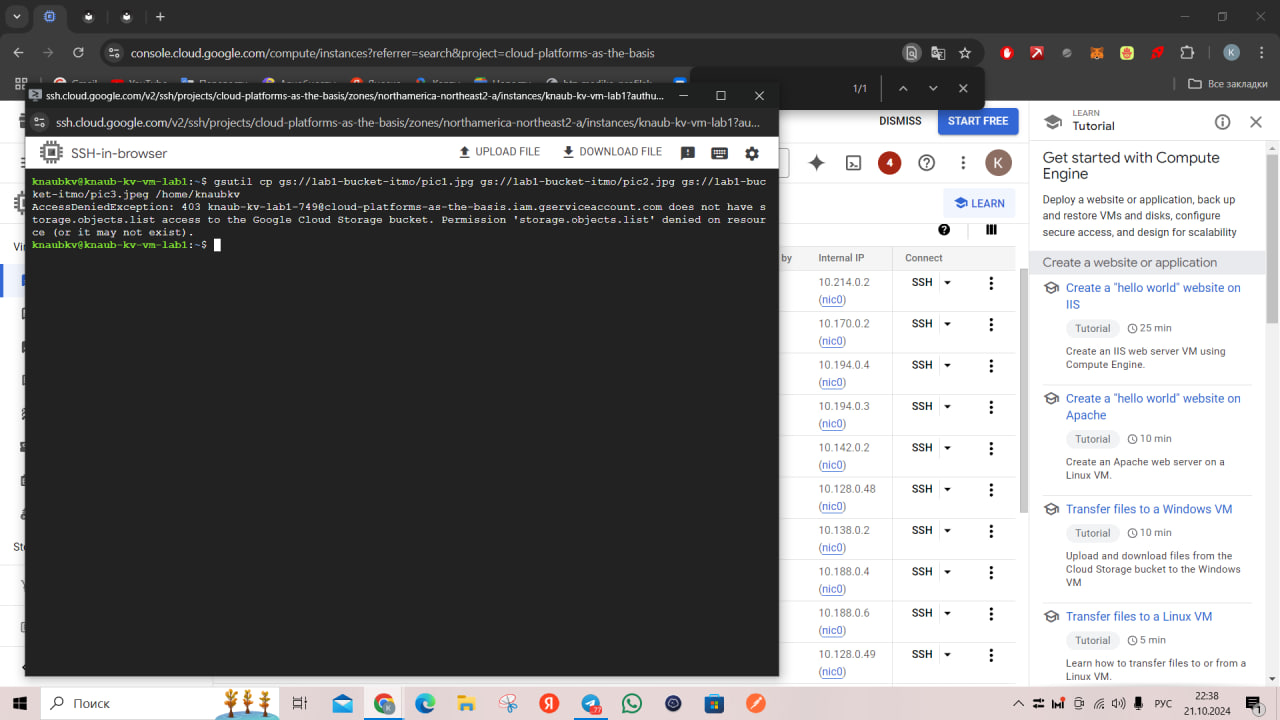 console.cloud.google.com/compute/instances?referrer=search&project=cloud-platforms-as-the-basis
K
Gmail
YouTube
Все закладки
1/1
ssh.cloud.google.com/v2/ssh/projects/cloud-platforms-as-the-basis/zones/northamerica-northeast2-a/instances/knaub-kv-vm-lab1?authu...
ssh.cloud.google.com/v2/ssh/projects/cloud-platforms-as-the-basis/zones/northamerica-northeast2-a/instances/knaub-kv-vm-lab1?au...
SSH-in-browser
UPLOAD FILE
DOWNLOAD FILE
knaubkv@knaub-kv-vm-lab1:~$ gsutil cp gs://lab1-bucket-itmo/pic1.jpg gs://lab1-bucket-itmo/pic2.jpg gs://lab1-buc
ket-itmo/pic3.jpeg /home/knaubkv
AccessDeniedException: 403 knaub-kv-lab1-749@cloud-platforms-as-the-basis.iam.gserviceaccount.com does not have s
torage.objects.list access to the Google Cloud Storage bucket. Permission 'storage.objects.list' denied on resour
ce (or it may not exist).
knaubkv@knaub-kv-vm-lab1:~$
DISMISS
START FREE
4
K
LEARN
by
Internal IP
Connect
10.214.0.2
(nic0)
SSH
10.170.0.2
(nic0)
SSH
10.194.0.4
(nic0)
SSH
10.194.0.3
(nic0)
SSH
10.142.0.2
(nic0)
SSH
10.128.0.48
(nic0)
SSH
10.138.0.2
(nic0)
SSH
10.188.0.4
(nic0)
SSH
10.188.0.6
(nic0)
SSH
10.128.0.49
(nic0)
SSH
LEARN
Tutorial
Get started with Compute
Engine
Deploy a website or application, back up
and restore VMs and disks, configure
secure access, and design for scalability
Create a website or application
Create a "hello world" website on
IIS
Tutorial
25 min
Create an IIS web server VM using
Compute Engine.
Create a "hello world" website on
Apache
Tutorial
10 min
Create an Apache web server on a
Linux VM.
Transfer files to a Windows VM
Tutorial
10 min
Upload and download files from the
Cloud Storage bucket to the Windows
VM
Transfer files to a Linux VM
Tutorial
5 min
Learn how to transfer files to or from a
Linux VM.
Поиск
77
РУС
22:38
21.10.2024
1